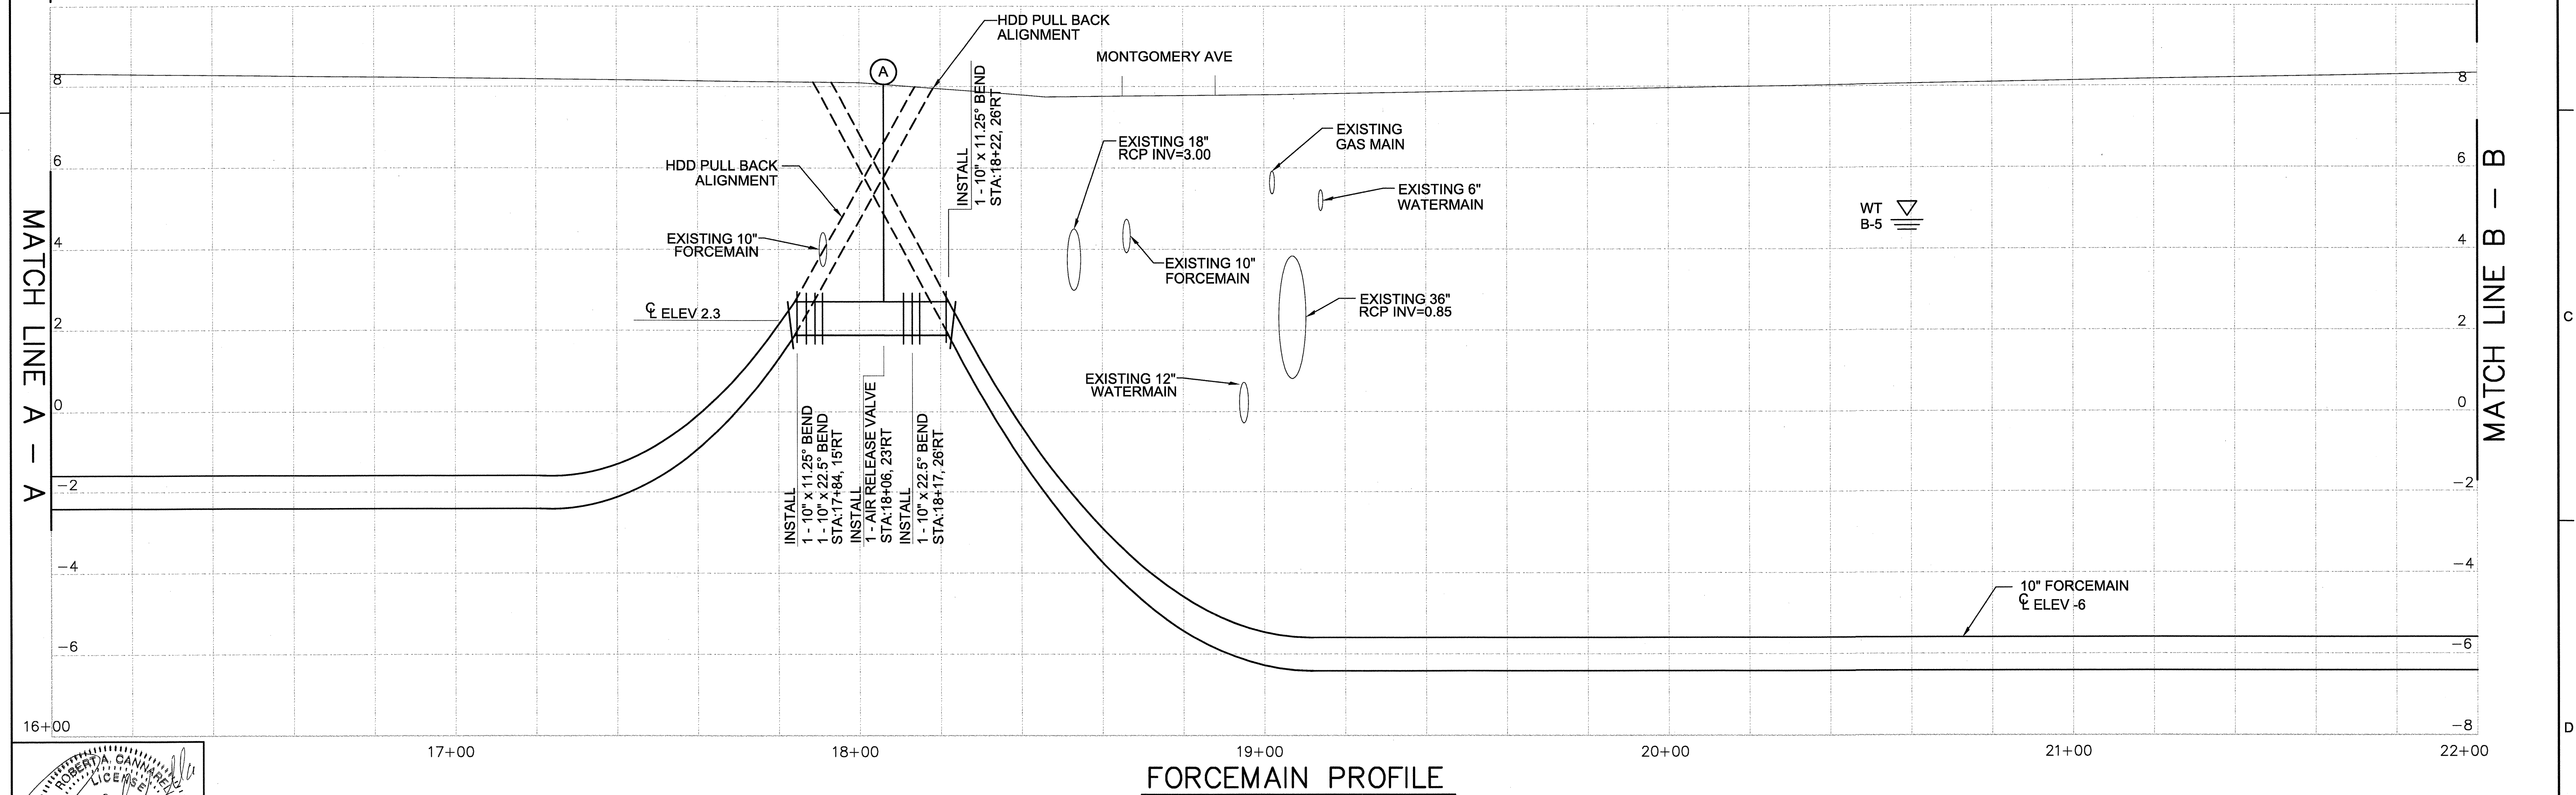 HDD PULL BACK
ALIGNMENT
MONTGOMERY AVE
A
8
8
INSTALL
1 - 10" x 11.25° BEND
STA:18+22, 26'RT
EXISTING 18"
RCP INV=3.00
EXISTING
GAS MAIN
HDD PULL BACK
ALIGNMENT
6
6
EXISTING 6"
WATERMAIN
WT
B-5
EXISTING 10"
FORCEMAIN
4
4
EXISTING 10"
FORCEMAIN
℄ ELEV 2.3
EXISTING 36"
RCP INV=0.85
2
2
C
MATCH LINE A - A
MATCH LINE B - B
EXISTING 12"
WATERMAIN
0
0
INSTALL
1 - 10" x 11.25° BEND
1 - 10" x 22.5° BEND
STA:17+84, 15'RT
INSTALL
1 - AIR RELEASE VALVE
STA:18+06, 23'RT
INSTALL
1 - 10" x 22.5° BEND
STA:18+17, 26'RT
-2
-2
-4
-4
10" FORCEMAIN
℄ ELEV -6
-6
-6
-8
D
16+00
17+00
18+00
19+00
20+00
21+00
22+00
FORCEMAIN PROFILE
ROBERT A.